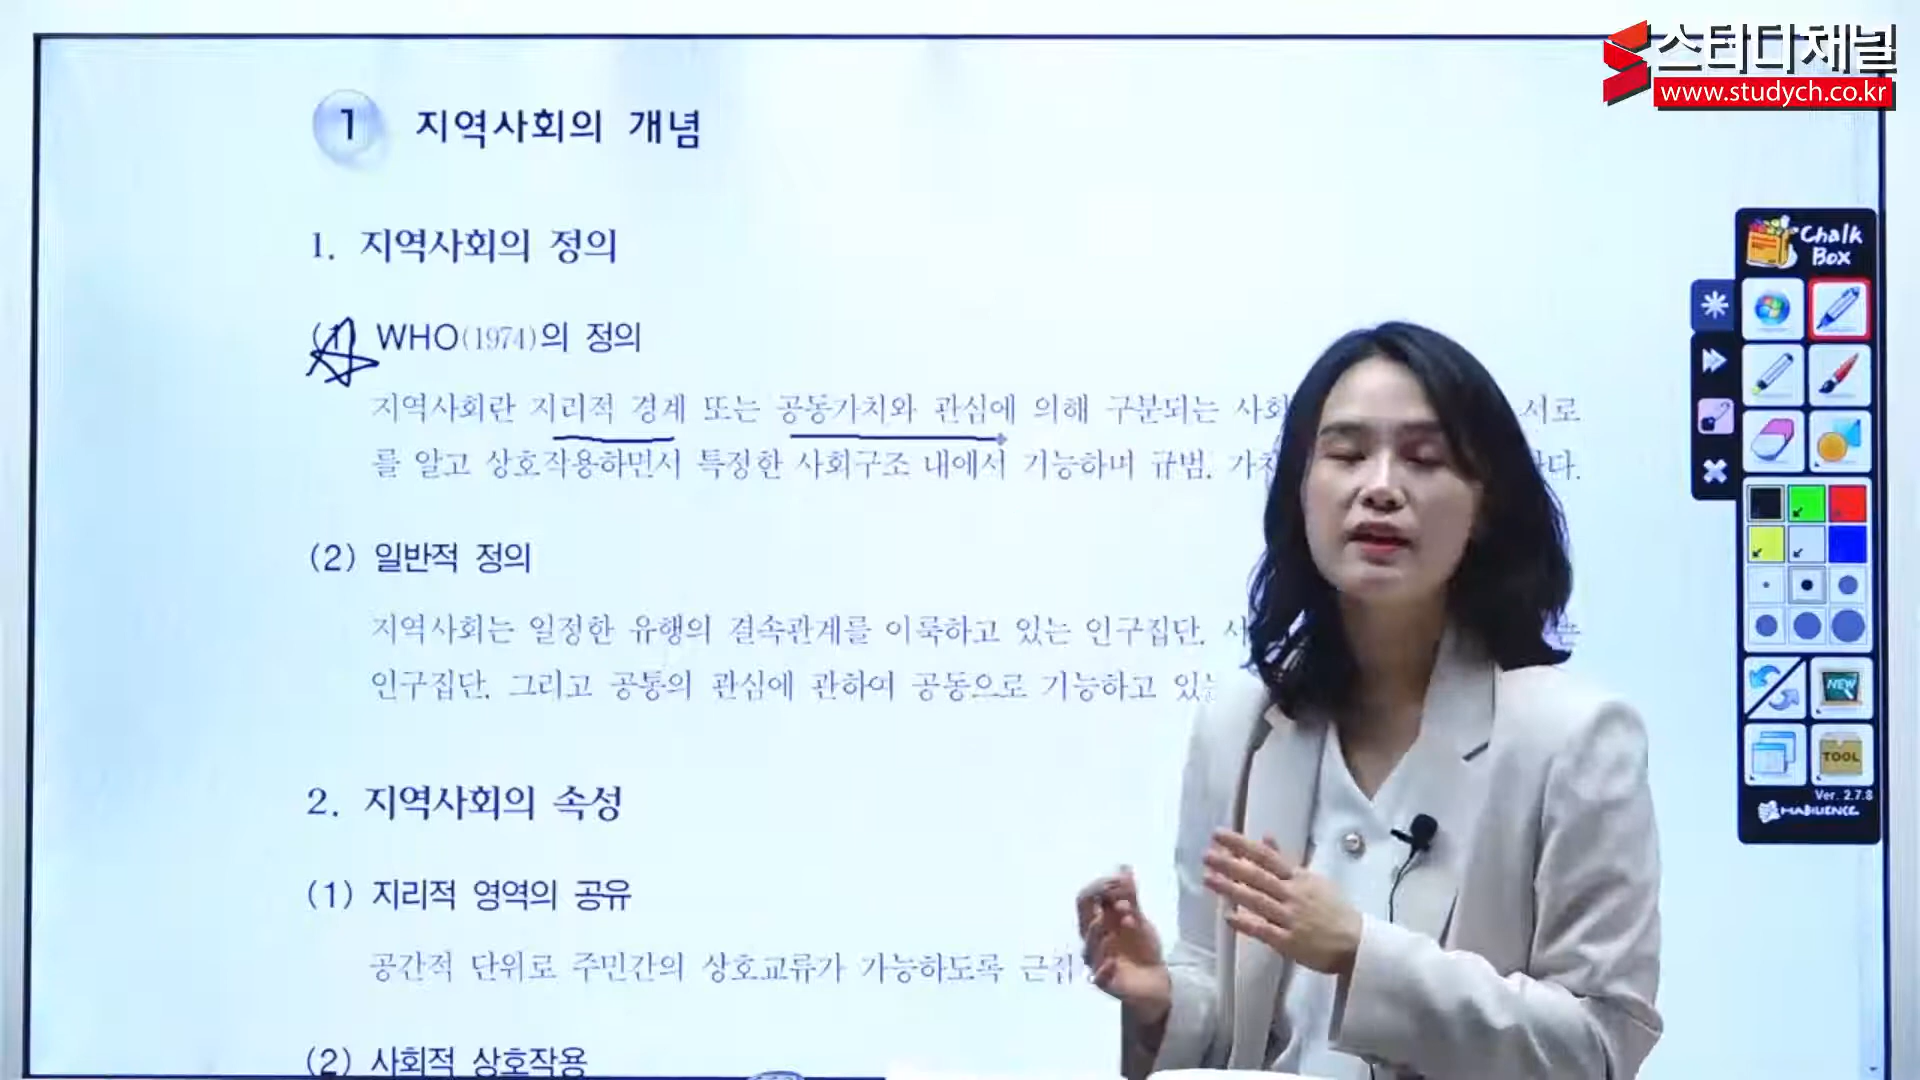 스터디채널
www.studych.co.kr
1 지역사회의 개념
1. 지역사회의 정의
(1) WHO(1974)의 정의
지역사회란 지리적 경계 또는 공동가치와 관심에 의해 구분되는 사회 서로
를 알고 상호작용하면서 특정한 사회구조 내에서 기능하며 규범, 가치
(2) 일반적 정의
지역사회는 일정한 유형의 결속관계를 이룩하고 있는 인구집단,
인구집단, 그리고 공통의 관심에 관하여 공동으로 기능하고
2. 지역사회의 속성
(1) 지리적 영역의 공유
공간적 단위로 주민간의 상호교류가 가능하도록
(2) 사회적 상호작용
Chalk
Box
NEW
TOOL
Ver. 2.7.8